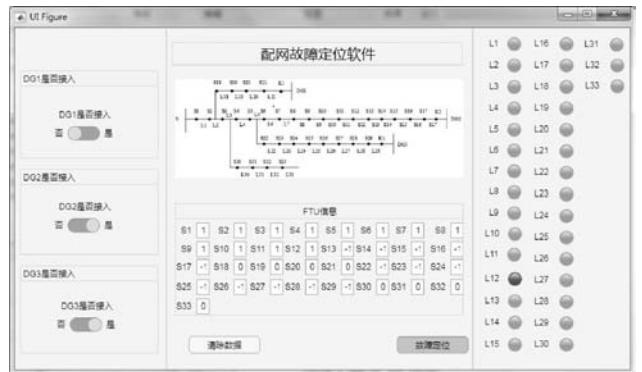 UI Figure
配网故障定位软件
DG1是否接入
DG1是否接入
否 是
DG2是否接入
DG2是否接入
否 是
DG3是否接入
DG3是否接入
否 是
FTU信息
S1 1 S2 1 S3 1 S4 1 S5 1 S6 1 S7 1 S8 1
S9 1 S10 1 S11 1 S12 1 S13 -1 S14 -1 S15 -1 S16 -1
S17 -1 S18 0 S19 0 S20 0 S21 0 S22 -1 S23 -1 S24 -1
S25 -1 S26 -1 S27 -1 S28 -1 S29 -1 S30 0 S31 0 S32 0
S33 0
清除数据
故障定位
L1 L16 L31
L2 L17 L32
L3 L18 L33
L4 L19
L5 L20
L6 L21
L7 L22
L8 L23
L9 L24
L10 L25
L11 L26
L12 L27
L13 L28
L14 L29
L15 L30